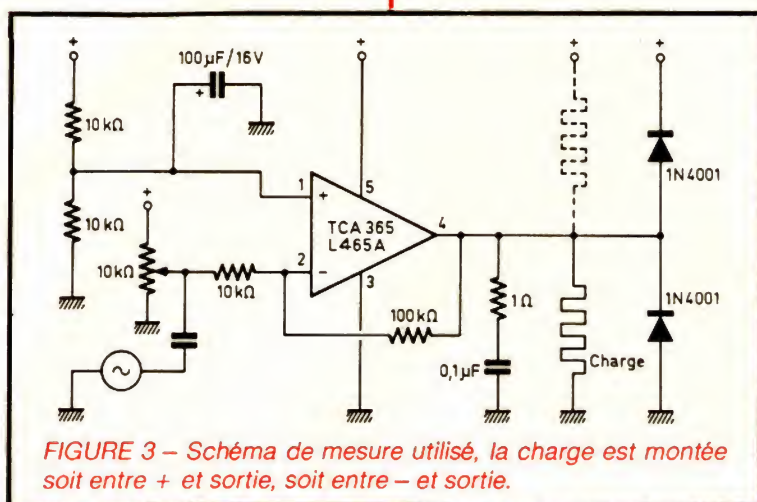 +
100µF/16V
+
+
+
+
10kΩ
10kΩ
+
10kΩ
10kΩ
1
+
2
−
TCA 365
L465A
5
4
3
100kΩ
1Ω
0,1µF
Charge
1N4001
1N4001
FIGURE 3 – Schéma de mesure utilisé, la charge est montée
soit entre + et sortie, soit entre – et sortie.